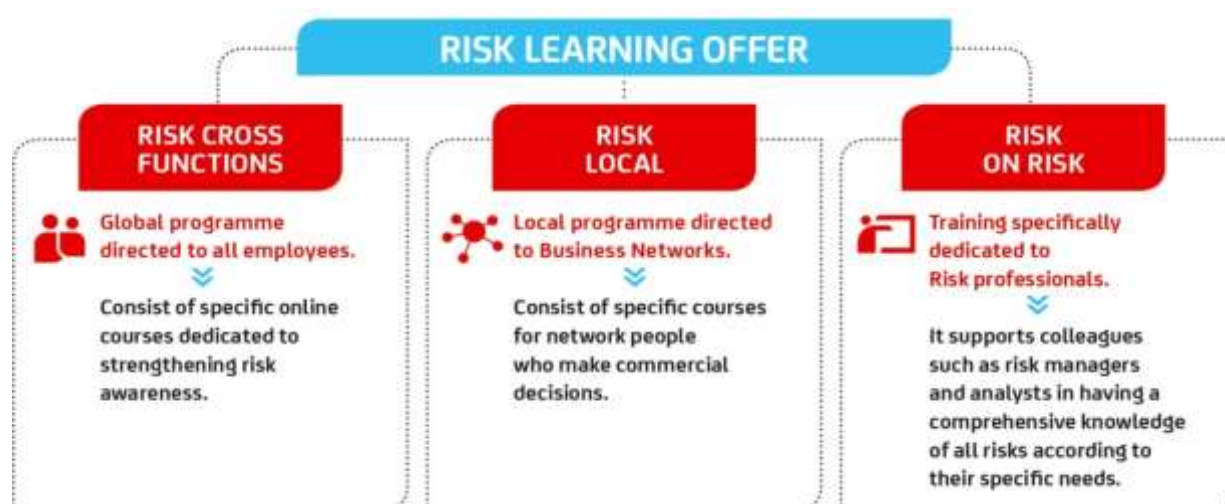 RISK LEARNING OFFER
RISK CROSS
FUNCTIONS
Global programme
directed to all employees.
Consist of specific online
courses dedicated to
strengthening risk
awareness.
RISK
LOCAL
Local programme directed
to Business Networks.
Consist of specific courses
for network people
who make commercial
decisions.
RISK
ON RISK
Training specifically
dedicated to
Risk professionals.
It supports colleagues
such as risk managers
and analysts in having a
comprehensive knowledge
of all risks according to
their specific needs.